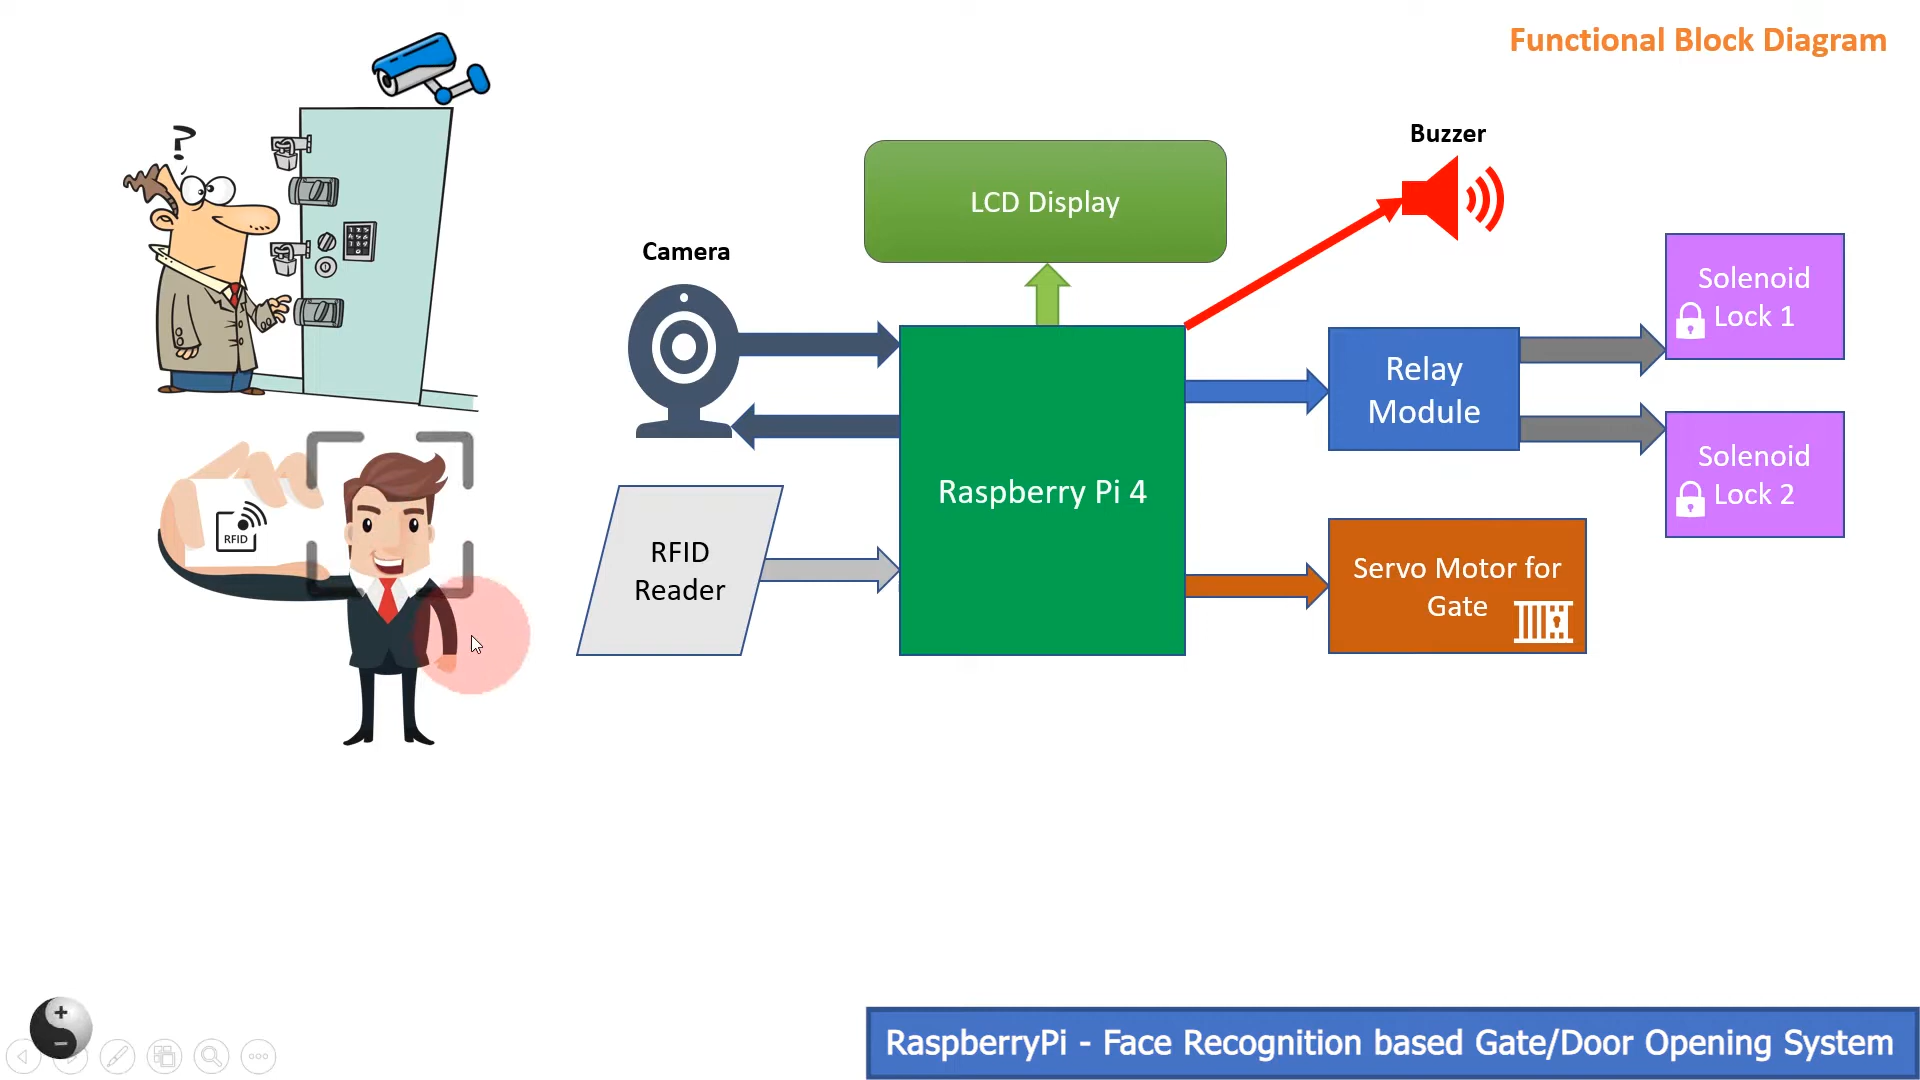 Functional Block Diagram
?
Buzzer
LCD Display
Camera
Solenoid
Lock 1
Relay
Module
Solenoid
Lock 2
Raspberry Pi 4
RFID
RFID
Reader
Servo Motor for
Gate
RaspberryPi - Face Recognition based Gate/Door Opening System